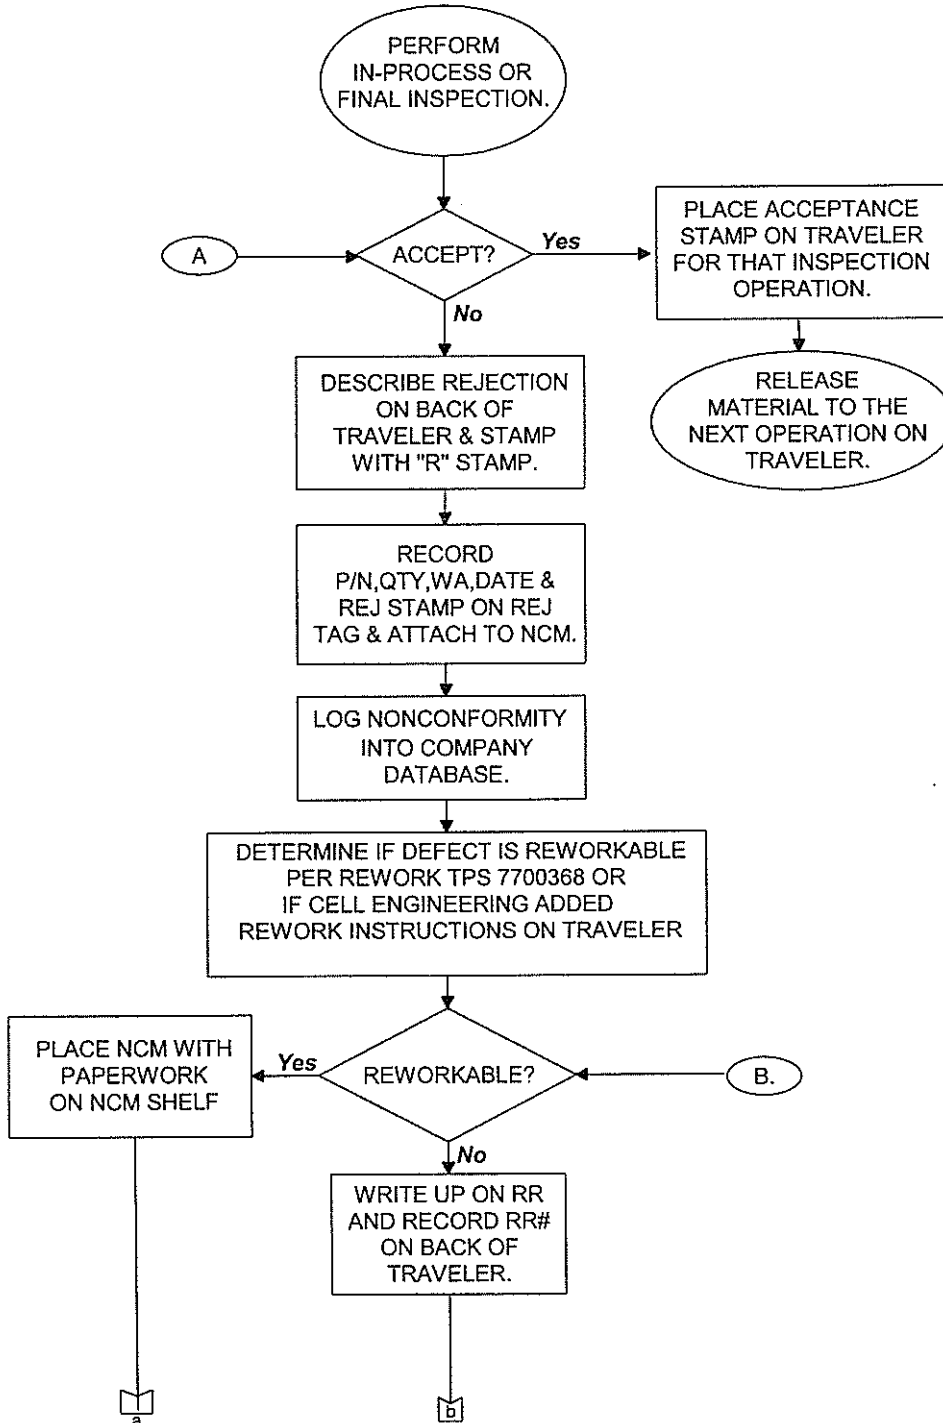 PERFORM
IN-PROCESS OR
FINAL INSPECTION.
A
ACCEPT?
Yes
PLACE ACCEPTANCE
STAMP ON TRAVELER
FOR THAT INSPECTION
OPERATION.
No
RELEASE
MATERIAL TO THE
NEXT OPERATION ON
TRAVELER.
DESCRIBE REJECTION
ON BACK OF
TRAVELER & STAMP
WITH "R" STAMP.
RECORD
P/N,QTY,WA,DATE &
REJ STAMP ON REJ
TAG & ATTACH TO NCM.
LOG NONCONFORMITY
INTO COMPANY
DATABASE.
DETERMINE IF DEFECT IS REWORKABLE
PER REWORK TPS 7700368 OR
IF CELL ENGINEERING ADDED
REWORK INSTRUCTIONS ON TRAVELER
PLACE NCM WITH
PAPERWORK
ON NCM SHELF
Yes
REWORKABLE?
B.
No
WRITE UP ON RR
AND RECORD RR#
ON BACK OF
TRAVELER.
a
b